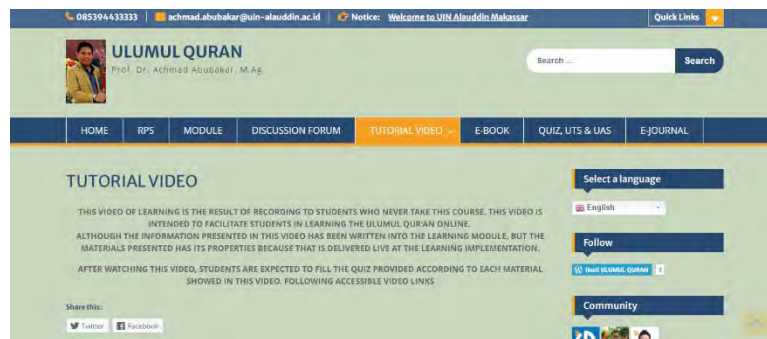 085394433333 achmad.abubakar@uin-alauddin.ac.id Notice: Welcome to UIN Alauddin Makassar Quick Links
ULUMUL QURAN
Prof. Dr. Achmad Abubakar, M.Ag.
Search ... Search
HOME RPS MODULE DISCUSSION FORUM TUTORIAL VIDEO E-BOOK QUIZ, UTS & UAS E-JOURNAL
TUTORIAL VIDEO
THIS VIDEO OF LEARNING IS THE RESULT OF RECORDING TO STUDENTS WHO NEVER TAKE THIS COURSE. THIS VIDEO IS
INTENDED TO FACILITATE STUDENTS IN LEARNING THE ULUMUL QUR'AN ONLINE.
ALTHOUGH THE INFORMATION PRESENTED IN THIS VIDEO HAS BEEN WRITTEN INTO THE LEARNING MODULE, BUT THE
MATERIALS PRESENTED HAS ITS PROPERTIES BECAUSE THAT IS DELIVERED LIVE AT THE LEARNING IMPLEMENTATION.
AFTER WATCHING THIS VIDEO, STUDENTS ARE EXPECTED TO FILL THE QUIZ PROVIDED ACCORDING TO EACH MATERIAL
SHOWED IN THIS VIDEO. FOLLOWING ACCESSIBLE VIDEO LINKS
Share this:
Twitter Facebook
Select a language
English
Follow
Ikuti ULUMUL QURAN
Community